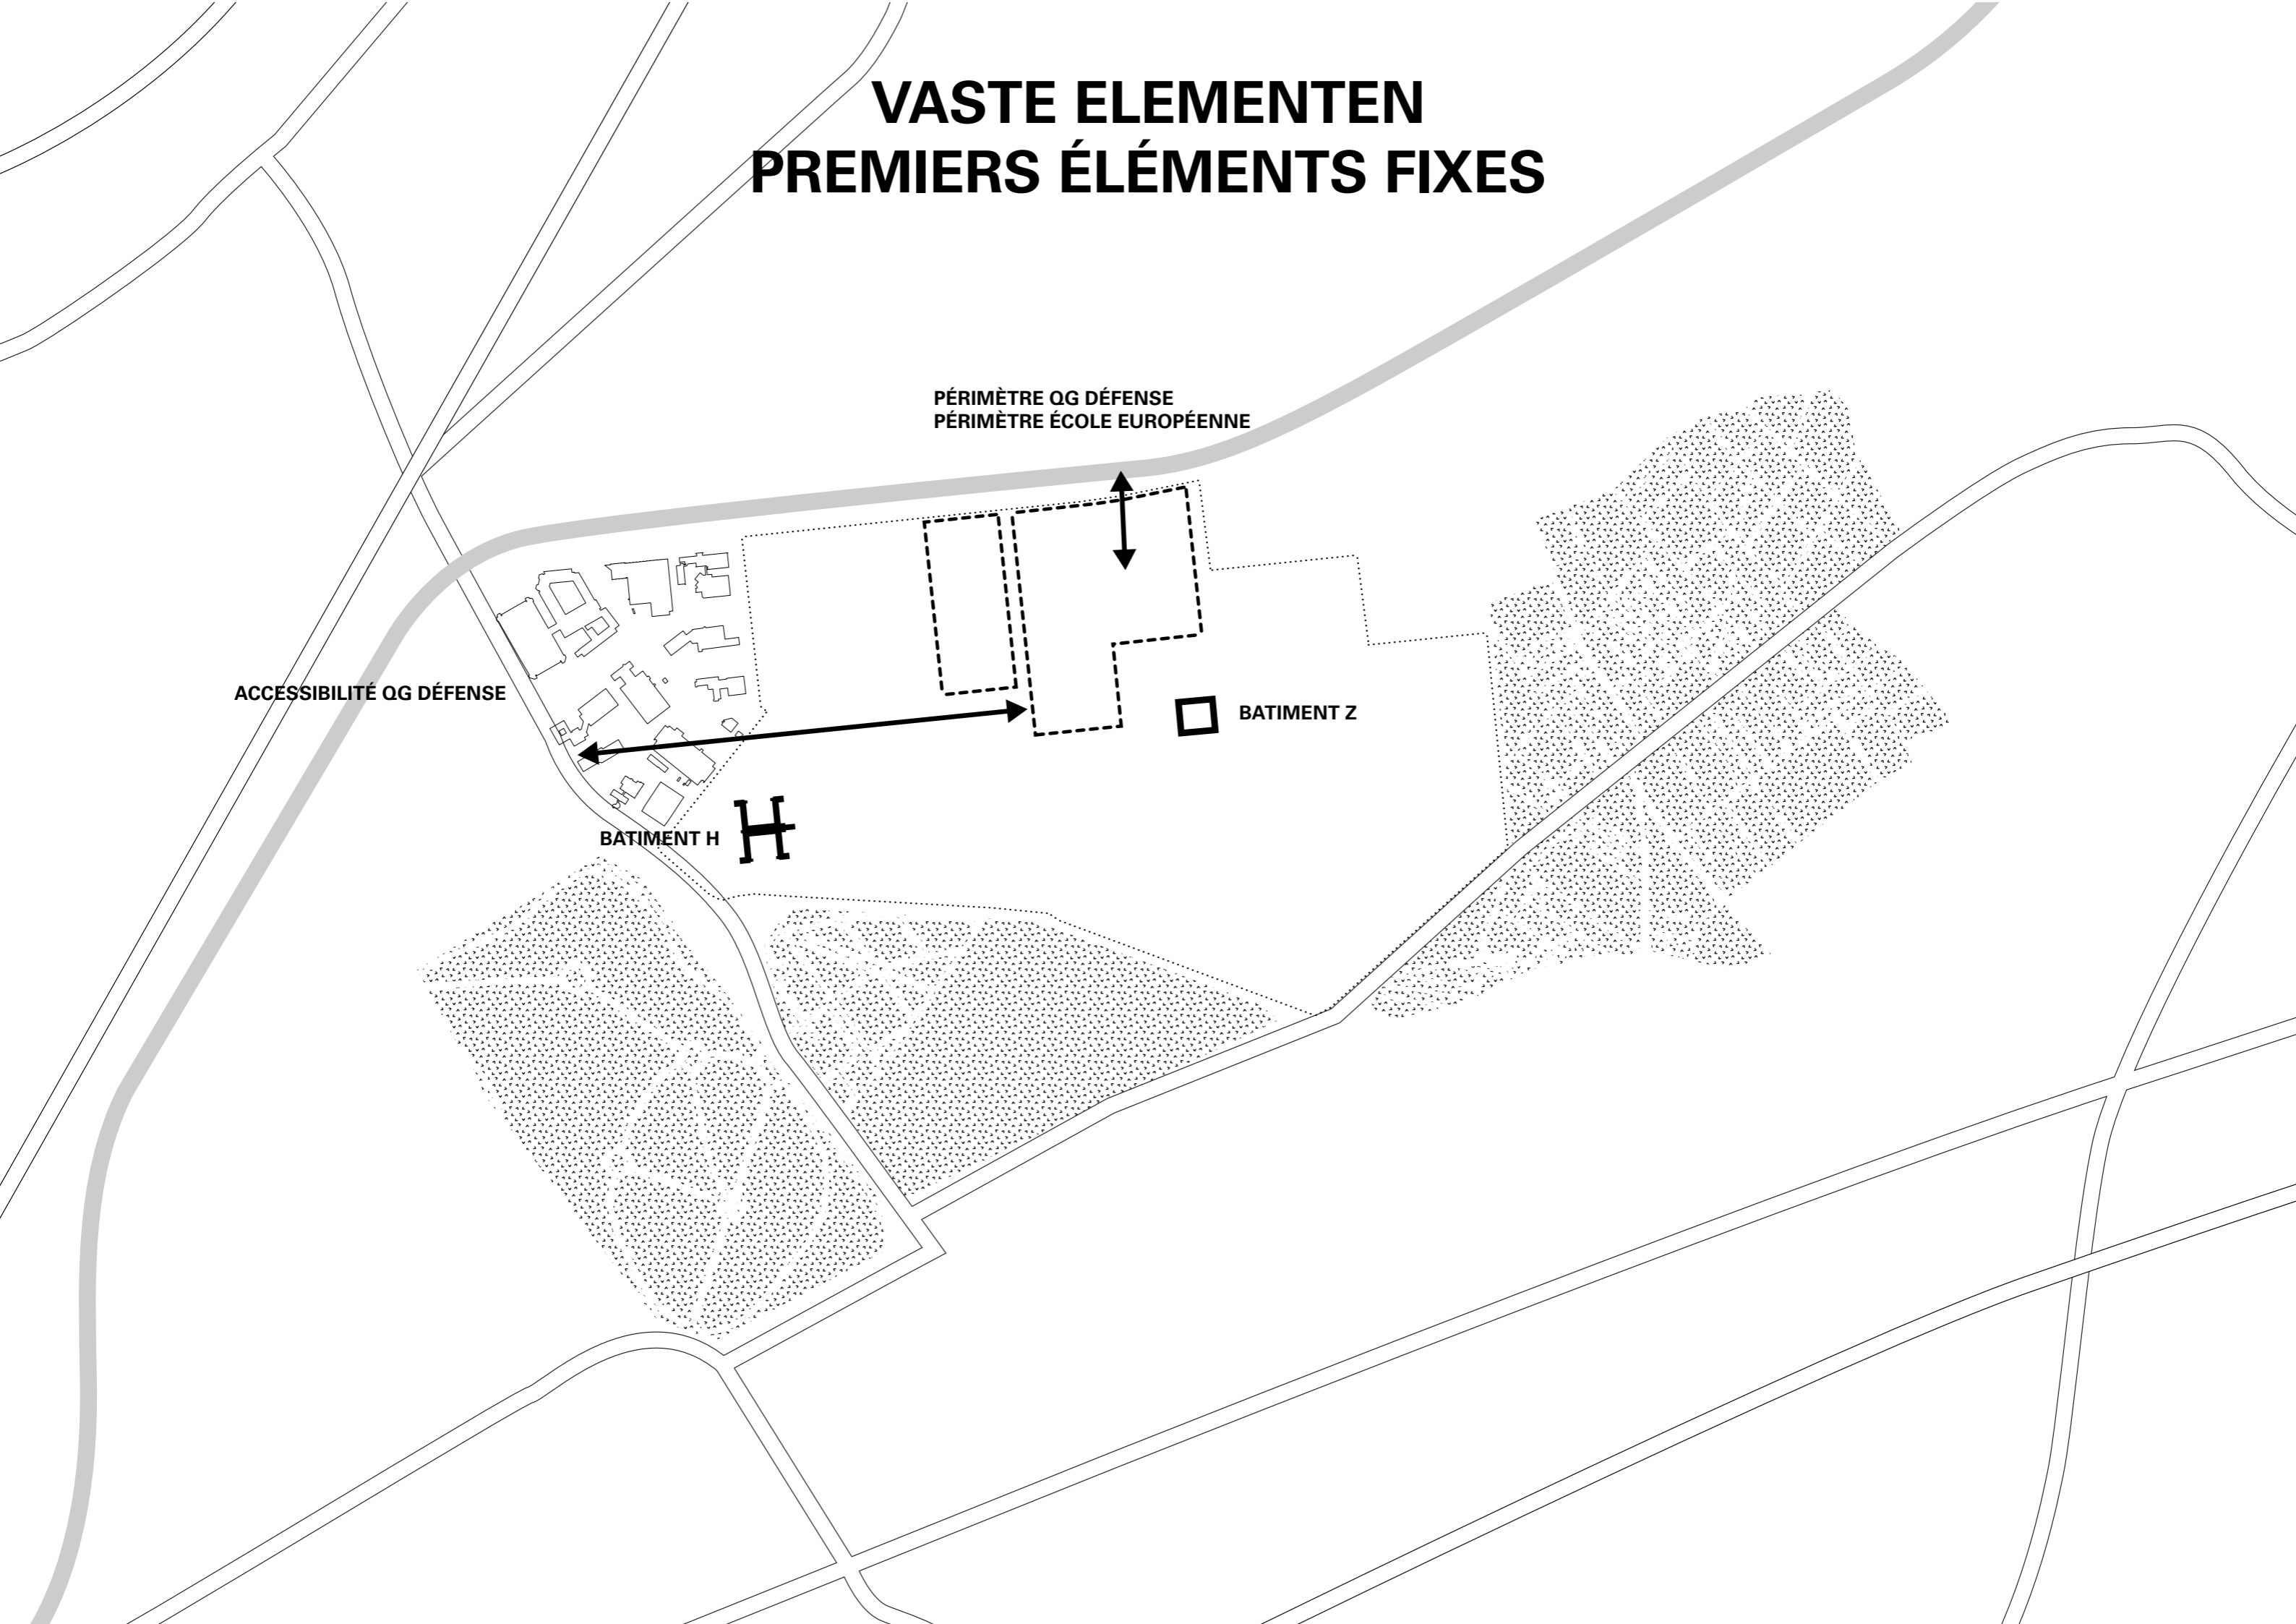 VASTE ELEMENTEN
PREMIERS ÉLÉMENTS FIXES
PÉRIMÈTRE QG DÉFENSE
PÉRIMÈTRE ÉCOLE EUROPÉENNE
ACCESSIBILITÉ QG DÉFENSE
BATIMENT Z
BATIMENT H